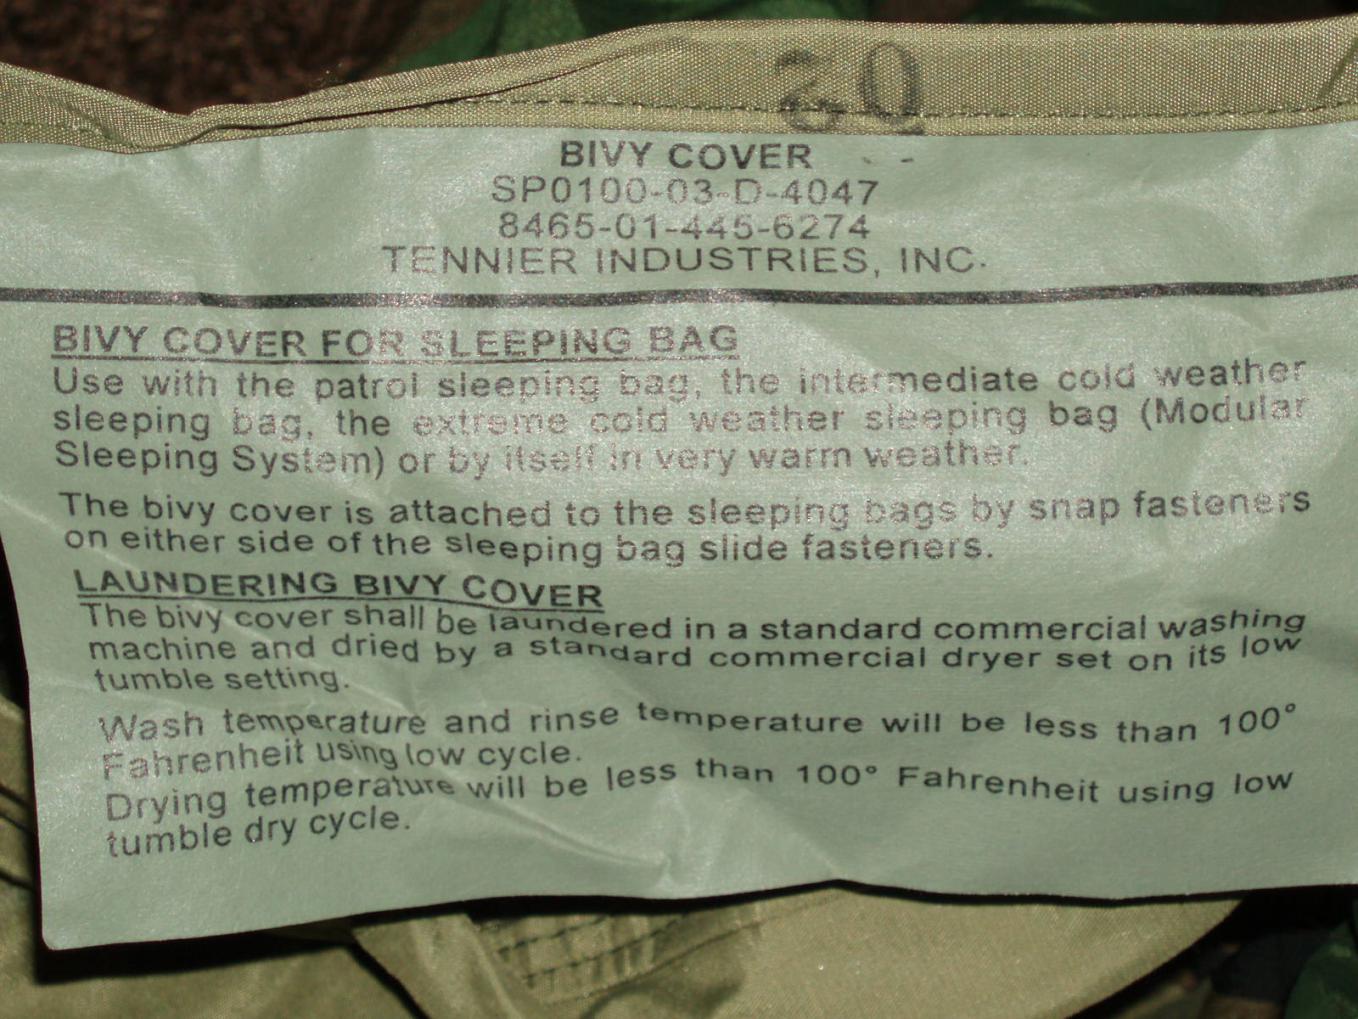 BIVY COVER
SP0100-03-D-4047
8465-01-445-6274
TENNIER INDUSTRIES, INC.
BIVY COVER FOR SLEEPING BAG
Use with the patrol sleeping bag, the intermediate cold weather
sleeping bag, the extreme cold weather sleeping bag (Modular
Sleeping System) or by itself in very warm weather.
The bivy cover is attached to the sleeping bags by snap fasteners
on either side of the sleeping bag slide fasteners.
LAUNDERING BIVY COVER
The bivy cover shall be laundered in a standard commercial washing
machine and dried by a standard commercial dryer set on its low
tumble setting.
Wash temperature and rinse temperature will be less than 100°
Fahrenheit using low cycle.
Drying temperature will be less than 100° Fahrenheit using low
tumble dry cycle.